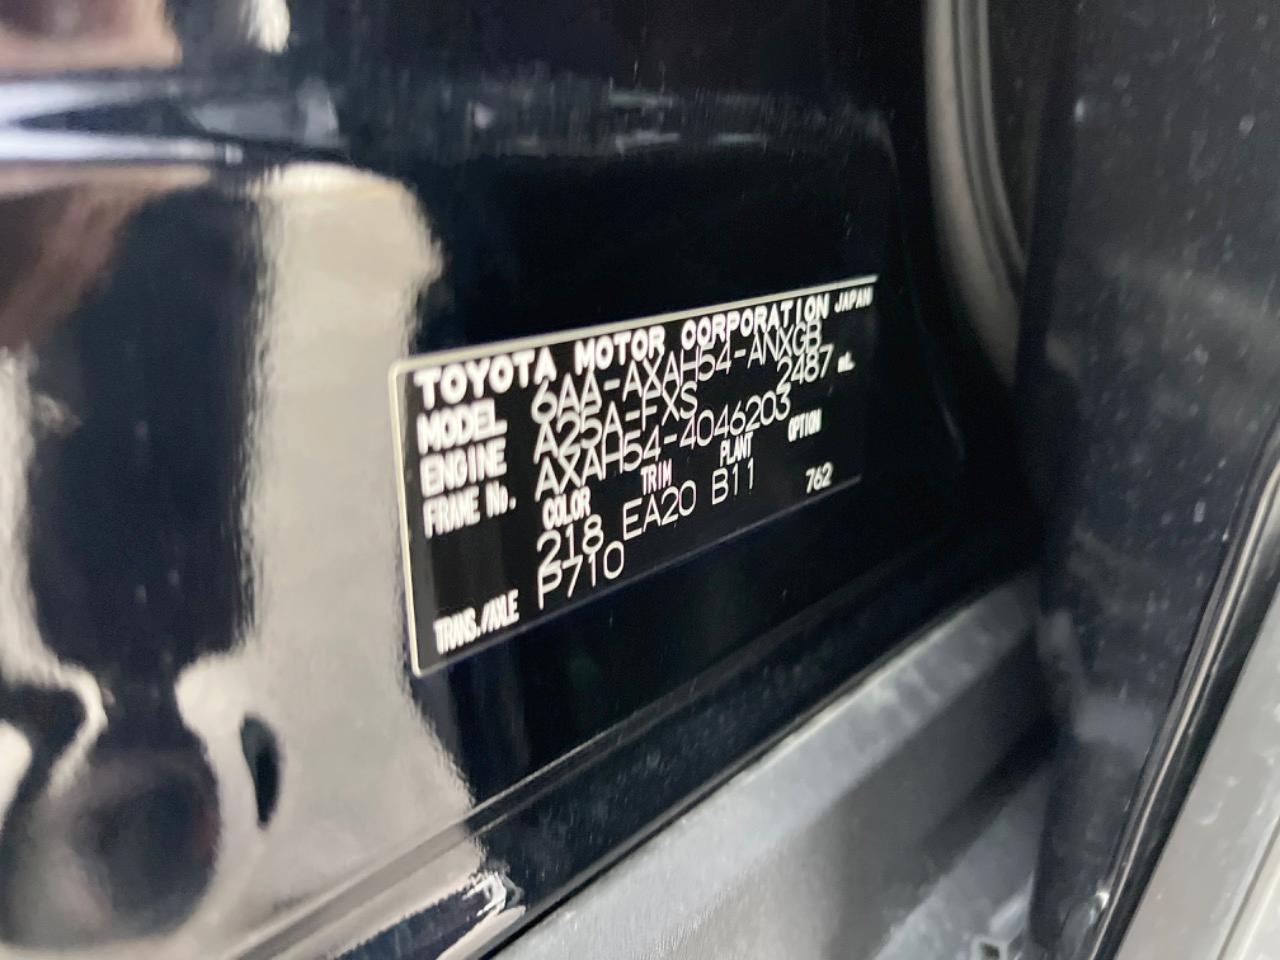 TOYOTA MOTOR CORPORATION JAPAN
MODEL 6AA-AXAH54-ANXGB
ENGINE A25A-FXS 2487 mL
FRAME No. AXAH54-4046203
COLOR TRIM PLANT OPTION
218 EA20 B11 762
TRANS./AXLE P710